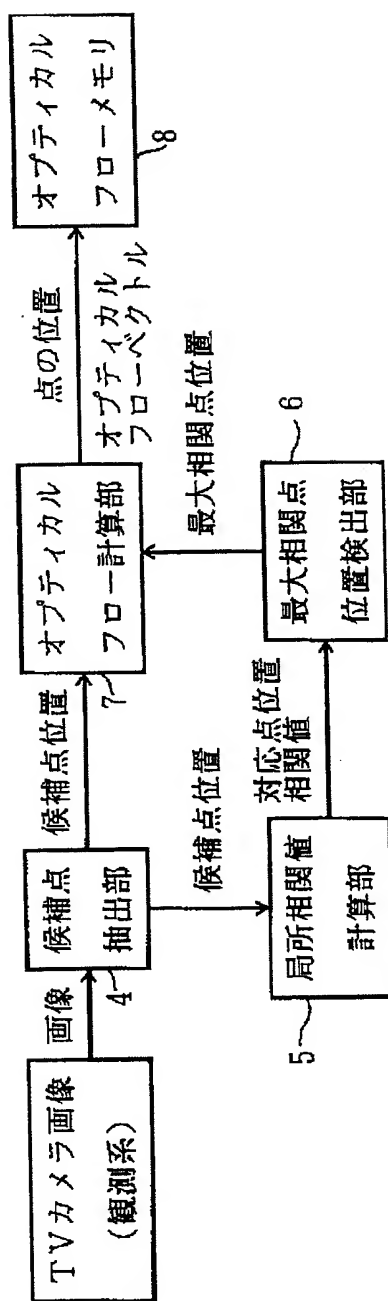 TVカメラ画像
(観測系)
画像
候補点
抽出部
4
候補点位置
オプティカル
フロー計算部
7
点の位置
オプティカル
フローベクトル
オプティカル
フローメモリ
8
候補点位置
局所相関値
計算部
5
対応点位置
相関値
最大相関点
位置検出部
6
最大相関点位置